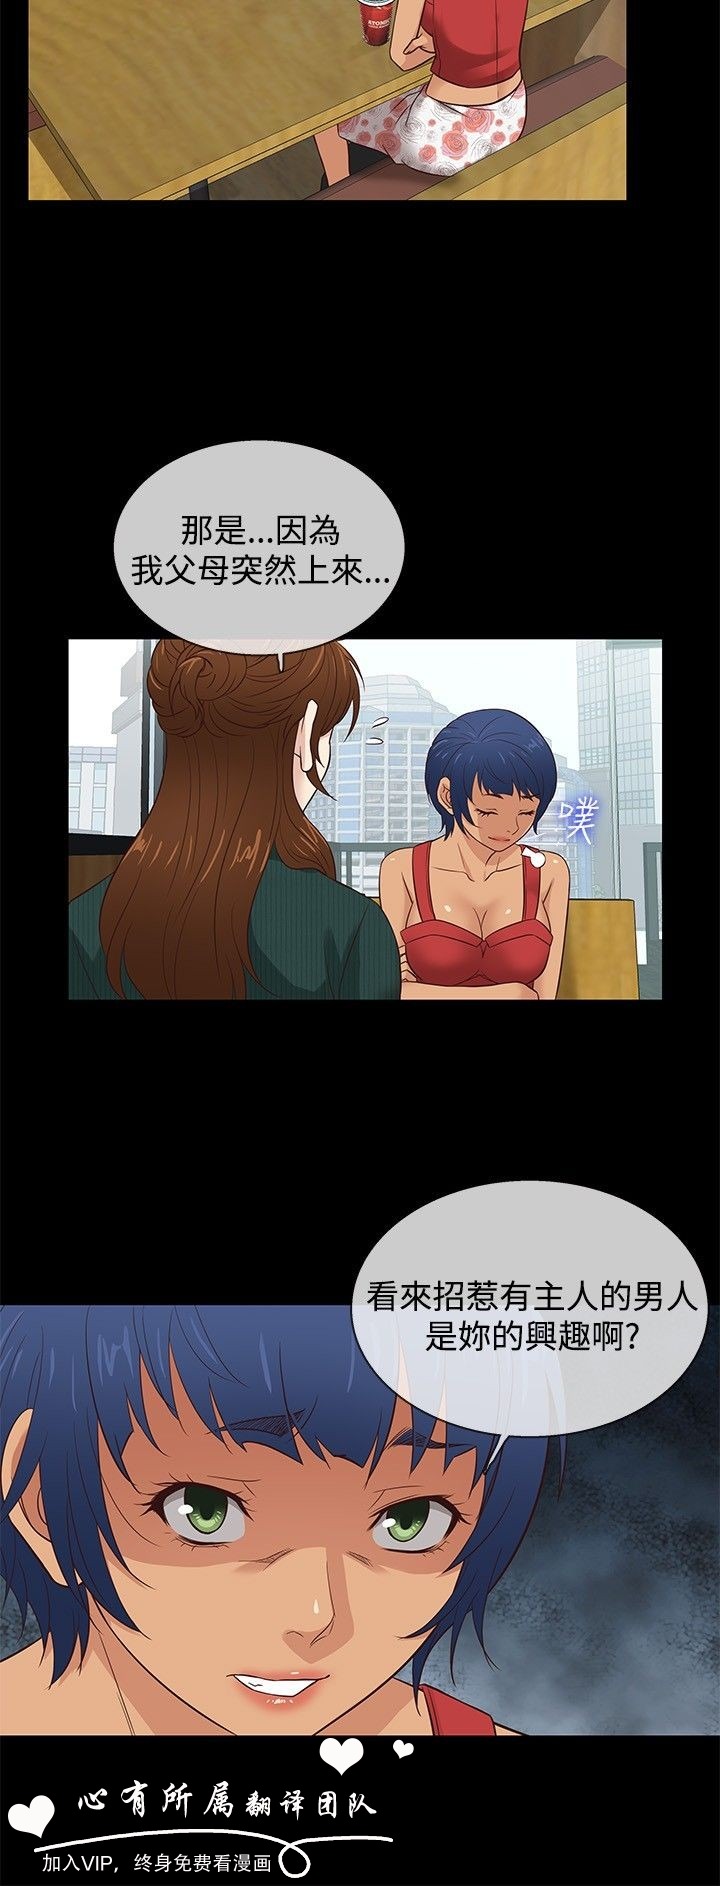 ATOMIX
那是...因為
我父母突然上來...
噗
看來招惹有主人的男人
是妳的興趣啊?
心有所属翻译团队
加入VIP，终身免费看漫画